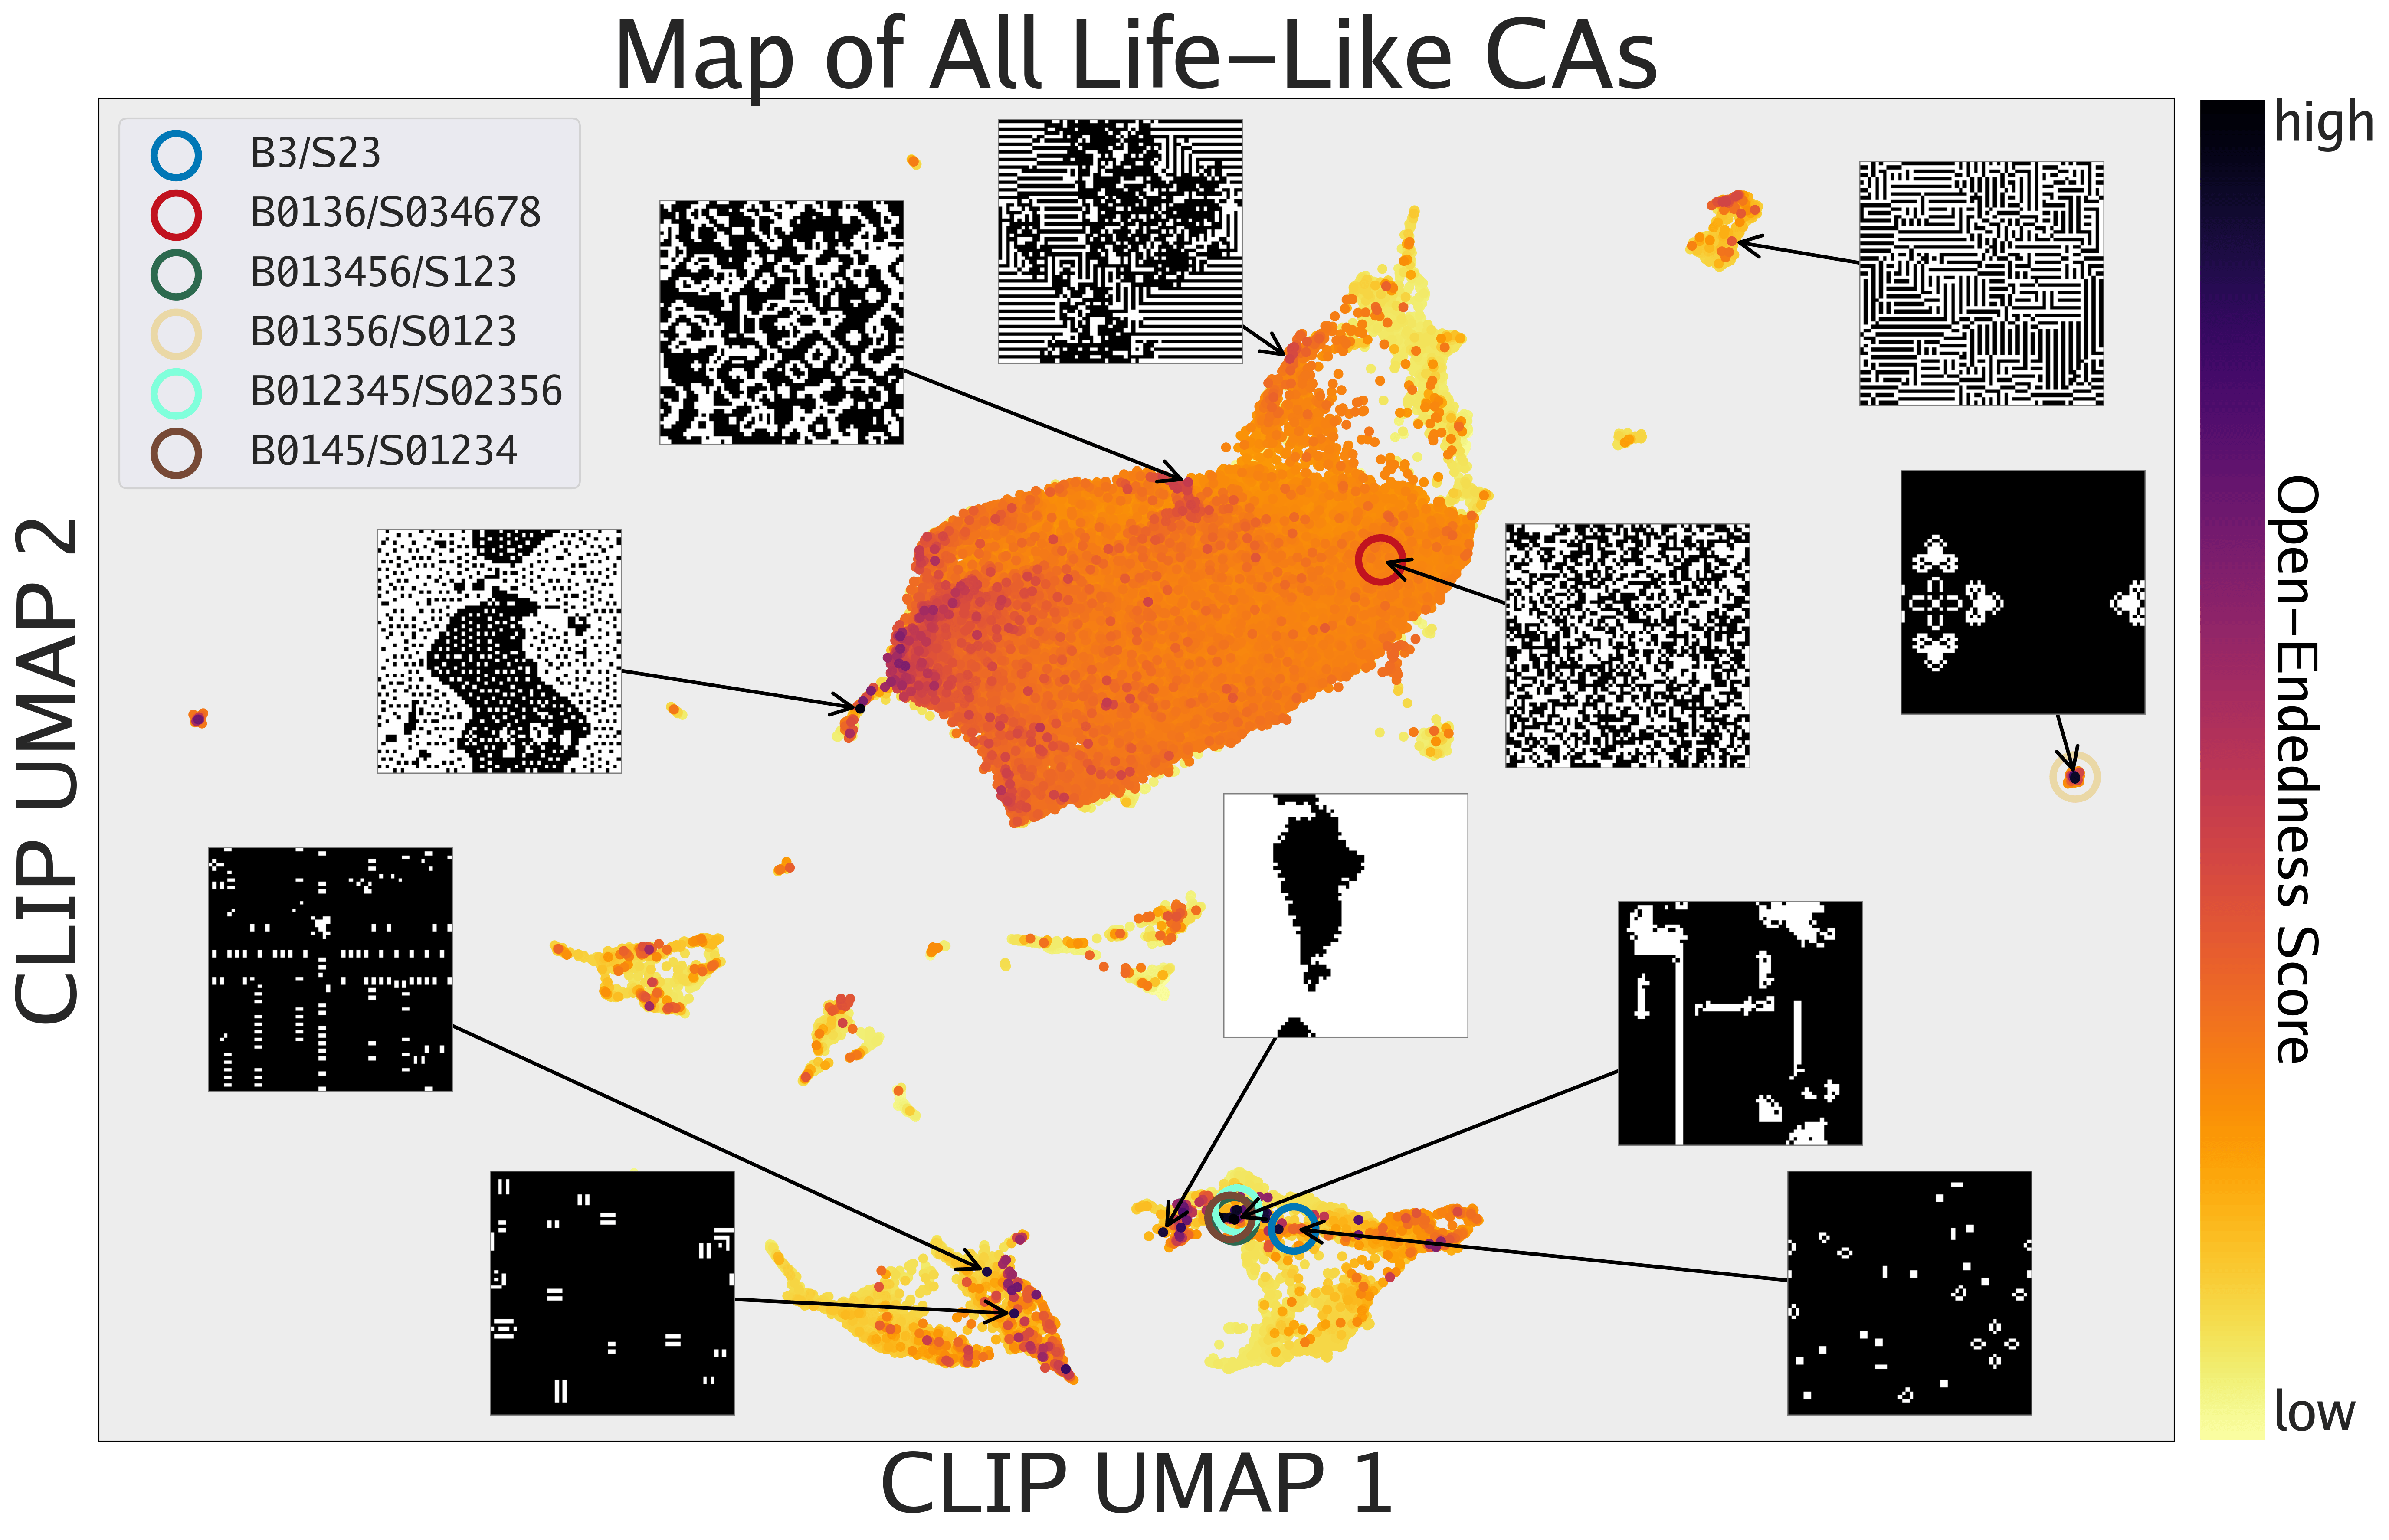 Map of All Life-Like CAs
B3/S23
B0136/S034678
B013456/S123
B01356/S0123
B012345/S02356
B0145/S01234
high
Open-Endedness Score
low
CLIP UMAP 2
CLIP UMAP 1